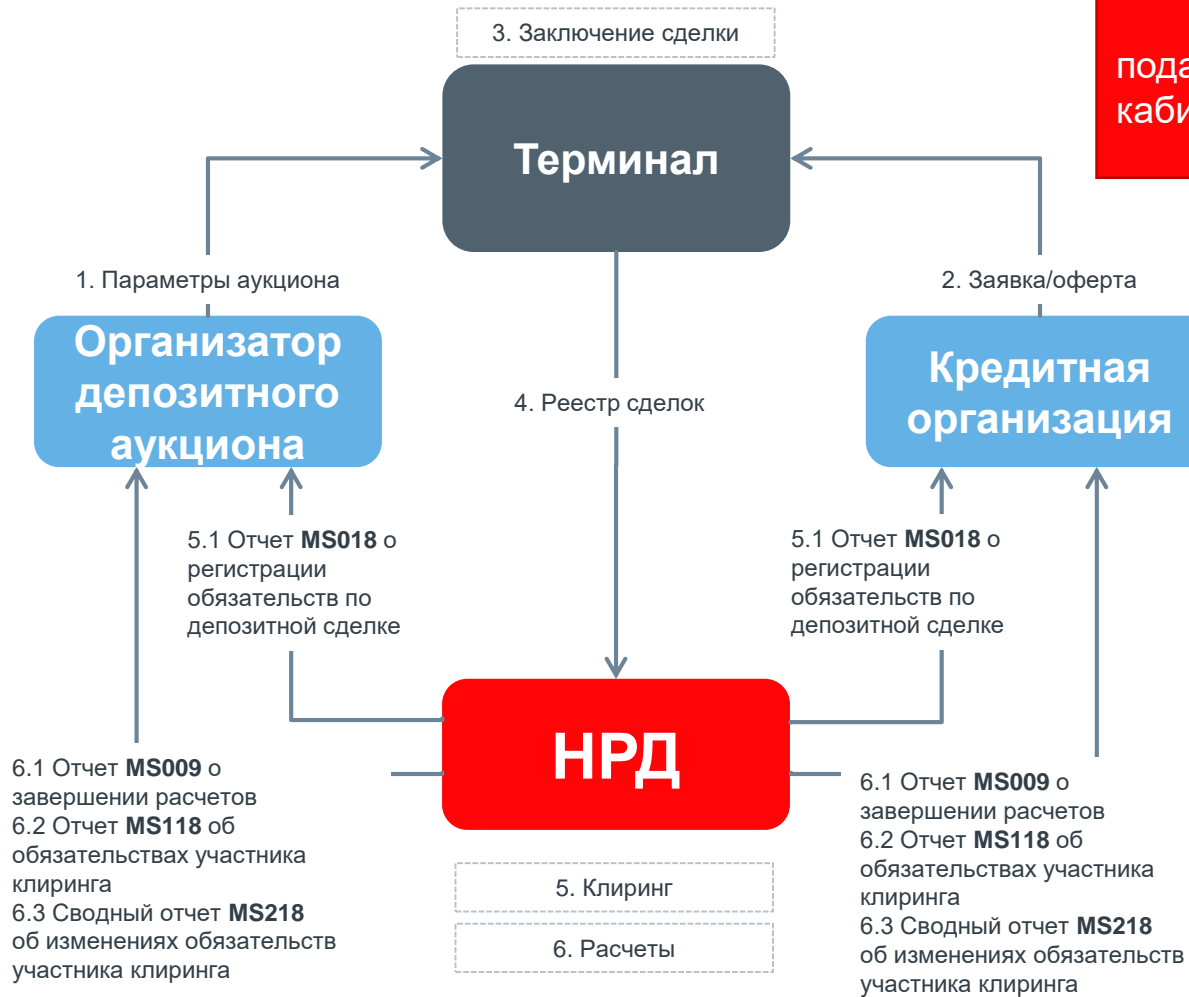 3. Заключение сделки
Терминал
1. Параметры аукциона
2. Заявка/оферта
Организатор
депозитного
аукциона
Кредитная
организация
4. Реестр сделок
5.1 Отчет MS018 о
регистрации
обязательств по
депозитной сделке
5.1 Отчет MS018 о
регистрации
обязательств по
депозитной сделке
НРД
6.1 Отчет MS009 о
завершении расчетов
6.2 Отчет MS118 об
обязательствах участника
клиринга
6.3 Сводный отчет MS218
об изменениях обязательств
участника клиринга
5. Клиринг
6. Расчеты
6.1 Отчет MS009 о
завершении расчетов
6.2 Отчет MS118 об
обязательствах участника
клиринга
6.3 Сводный отчет MS218
об изменениях обязательств
участника клиринга